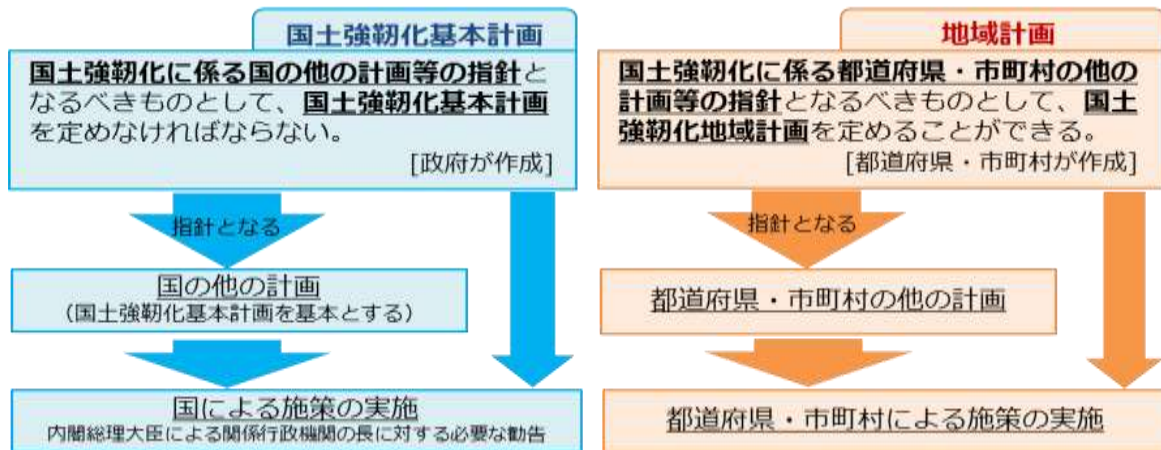 国土強靭化基本計画
国土強靭化に係る国の他の計画等の指針と
なるべきものとして、国土強靭化基本計画
を定めなければならない。
[政府が作成]
指針となる
国の他の計画
(国土強靭化基本計画を基本とする)
国による施策の実施
内閣総理大臣による関係行政機関の長に対する必要な勧告
地域計画
国土強靭化に係る都道府県・市町村の他の
計画等の指針となるべきものとして、国土
強靭化地域計画を定めることができる。
[都道府県・市町村が作成]
指針となる
都道府県・市町村の他の計画
都道府県・市町村による施策の実施